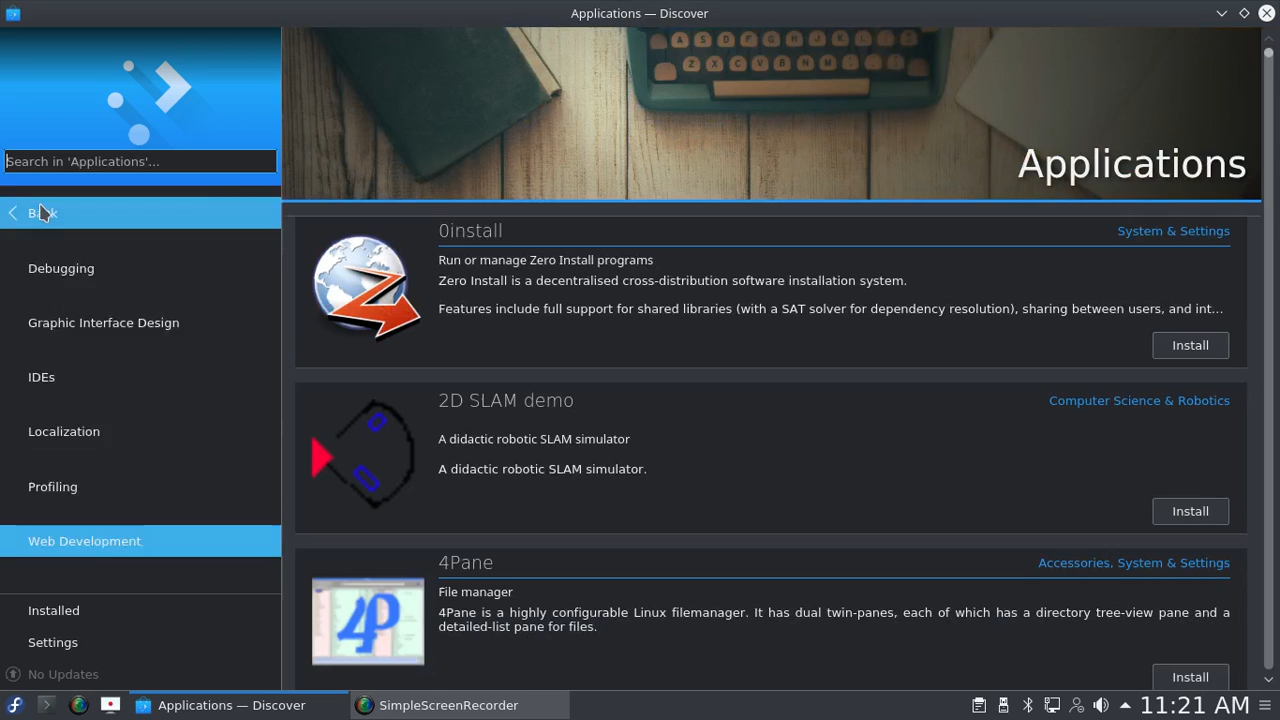 Applications — Discover
Search in 'Applications'...
Back
Debugging
Graphic Interface Design
IDEs
Localization
Profiling
Web Development
Installed
Settings
No Updates
Applications
0install
System & Settings
Run or manage Zero Install programs
Zero Install is a decentralised cross-distribution software installation system.
Features include full support for shared libraries (with a SAT solver for dependency resolution), sharing between users, and int...
Install
2D SLAM demo
Computer Science & Robotics
A didactic robotic SLAM simulator
A didactic robotic SLAM simulator.
Install
4Pane
Accessories, System & Settings
File manager
4Pane is a highly configurable Linux filemanager. It has dual twin-panes, each of which has a directory tree-view pane and a
detailed-list pane for files.
Install
4P
Applications — Discover
SimpleScreenRecorder
11:21 AM